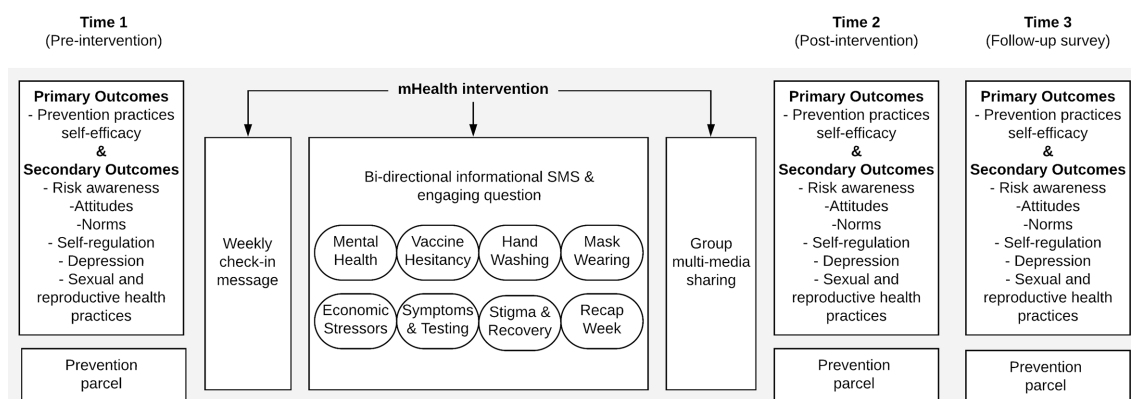 Time 1
(Pre-intervention)
Time 2
(Post-intervention)
Time 3
(Follow-up survey)
Primary Outcomes
- Prevention practices
self-efficacy
&
Secondary Outcomes
- Risk awareness
-Attitudes
-Norms
- Self-regulation
- Depression
- Sexual and
reproductive health
practices
Prevention
parcel
mHealth intervention
Weekly
check-in
message
Bi-directional informational SMS &
engaging question
Mental
Health
Vaccine
Hesitancy
Hand
Washing
Mask
Wearing
Economic
Stressors
Symptoms
& Testing
Stigma &
Recovery
Recap
Week
Group
multi-media
sharing
Primary Outcomes
- Prevention practices
self-efficacy
&
Secondary Outcomes
- Risk awareness
-Attitudes
-Norms
- Self-regulation
- Depression
- Sexual and
reproductive health
practices
Prevention
parcel
Primary Outcomes
- Prevention practices
self-efficacy
&
Secondary Outcomes
- Risk awareness
-Attitudes
-Norms
- Self-regulation
- Depression
- Sexual and
reproductive health
practices
Prevention
parcel